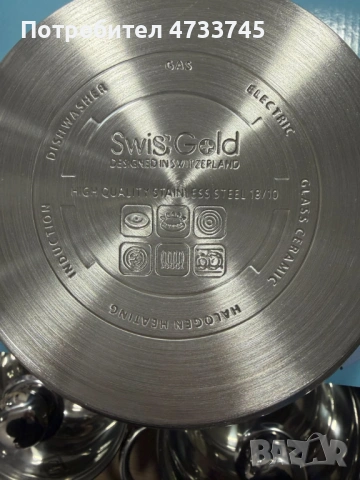 Потребител 4733745
GAS
DISHWASHER
ELECTRIC
SwissGold
DESIGNED IN SWITZERLAND
HIGH QUALITY STAINLESS STEEL 18/10
INDUCTION
GLASS CERAMIC
HALOGEN HEATING
BAZAR